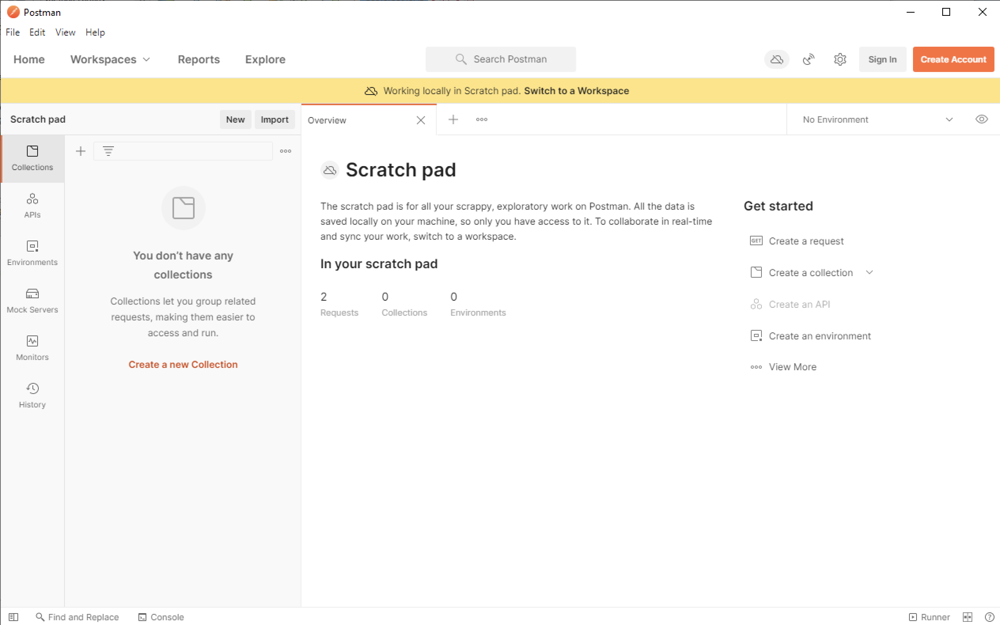 Postman
File Edit View Help
Home Workspaces Reports Explore Search Postman Sign In Create Account
Working locally in Scratch pad. Switch to a Workspace
Scratch pad New Import Overview No Environment
Collections
APIs
Environments
Mock Servers
Monitors
History
You don’t have any
collections
Collections let you group related
requests, making them easier to
access and run.
Create a new Collection
Scratch pad
The scratch pad is for all your scrappy, exploratory work on Postman. All the data is
saved locally on your machine, so only you have access to it. To collaborate in real-time
and sync your work, switch to a workspace.
In your scratch pad
2 0 0
Requests Collections Environments
Get started
GET Create a request
Create a collection
Create an API
Create an environment
View More
Find and Replace Console Runner